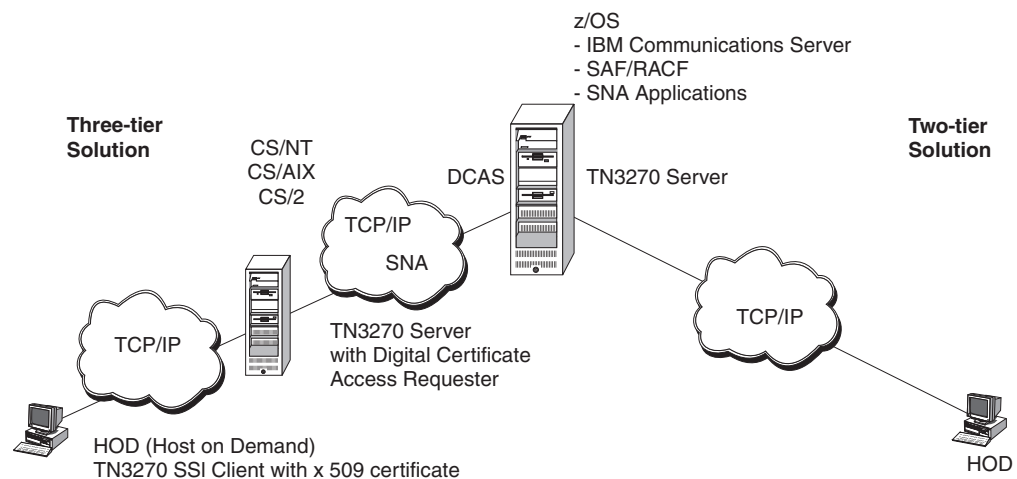 z/OS
- IBM Communications Server
- SAF/RACF
- SNA Applications
Three-tier
Solution
Two-tier
Solution
CS/NT
CS/AIX
CS/2
DCAS
TN3270 Server
TCP/IP
SNA
TCP/IP
TN3270 Server
with Digital Certificate
Access Requester
TCP/IP
HOD (Host on Demand)
TN3270 SSl Client with x 509 certificate
HOD